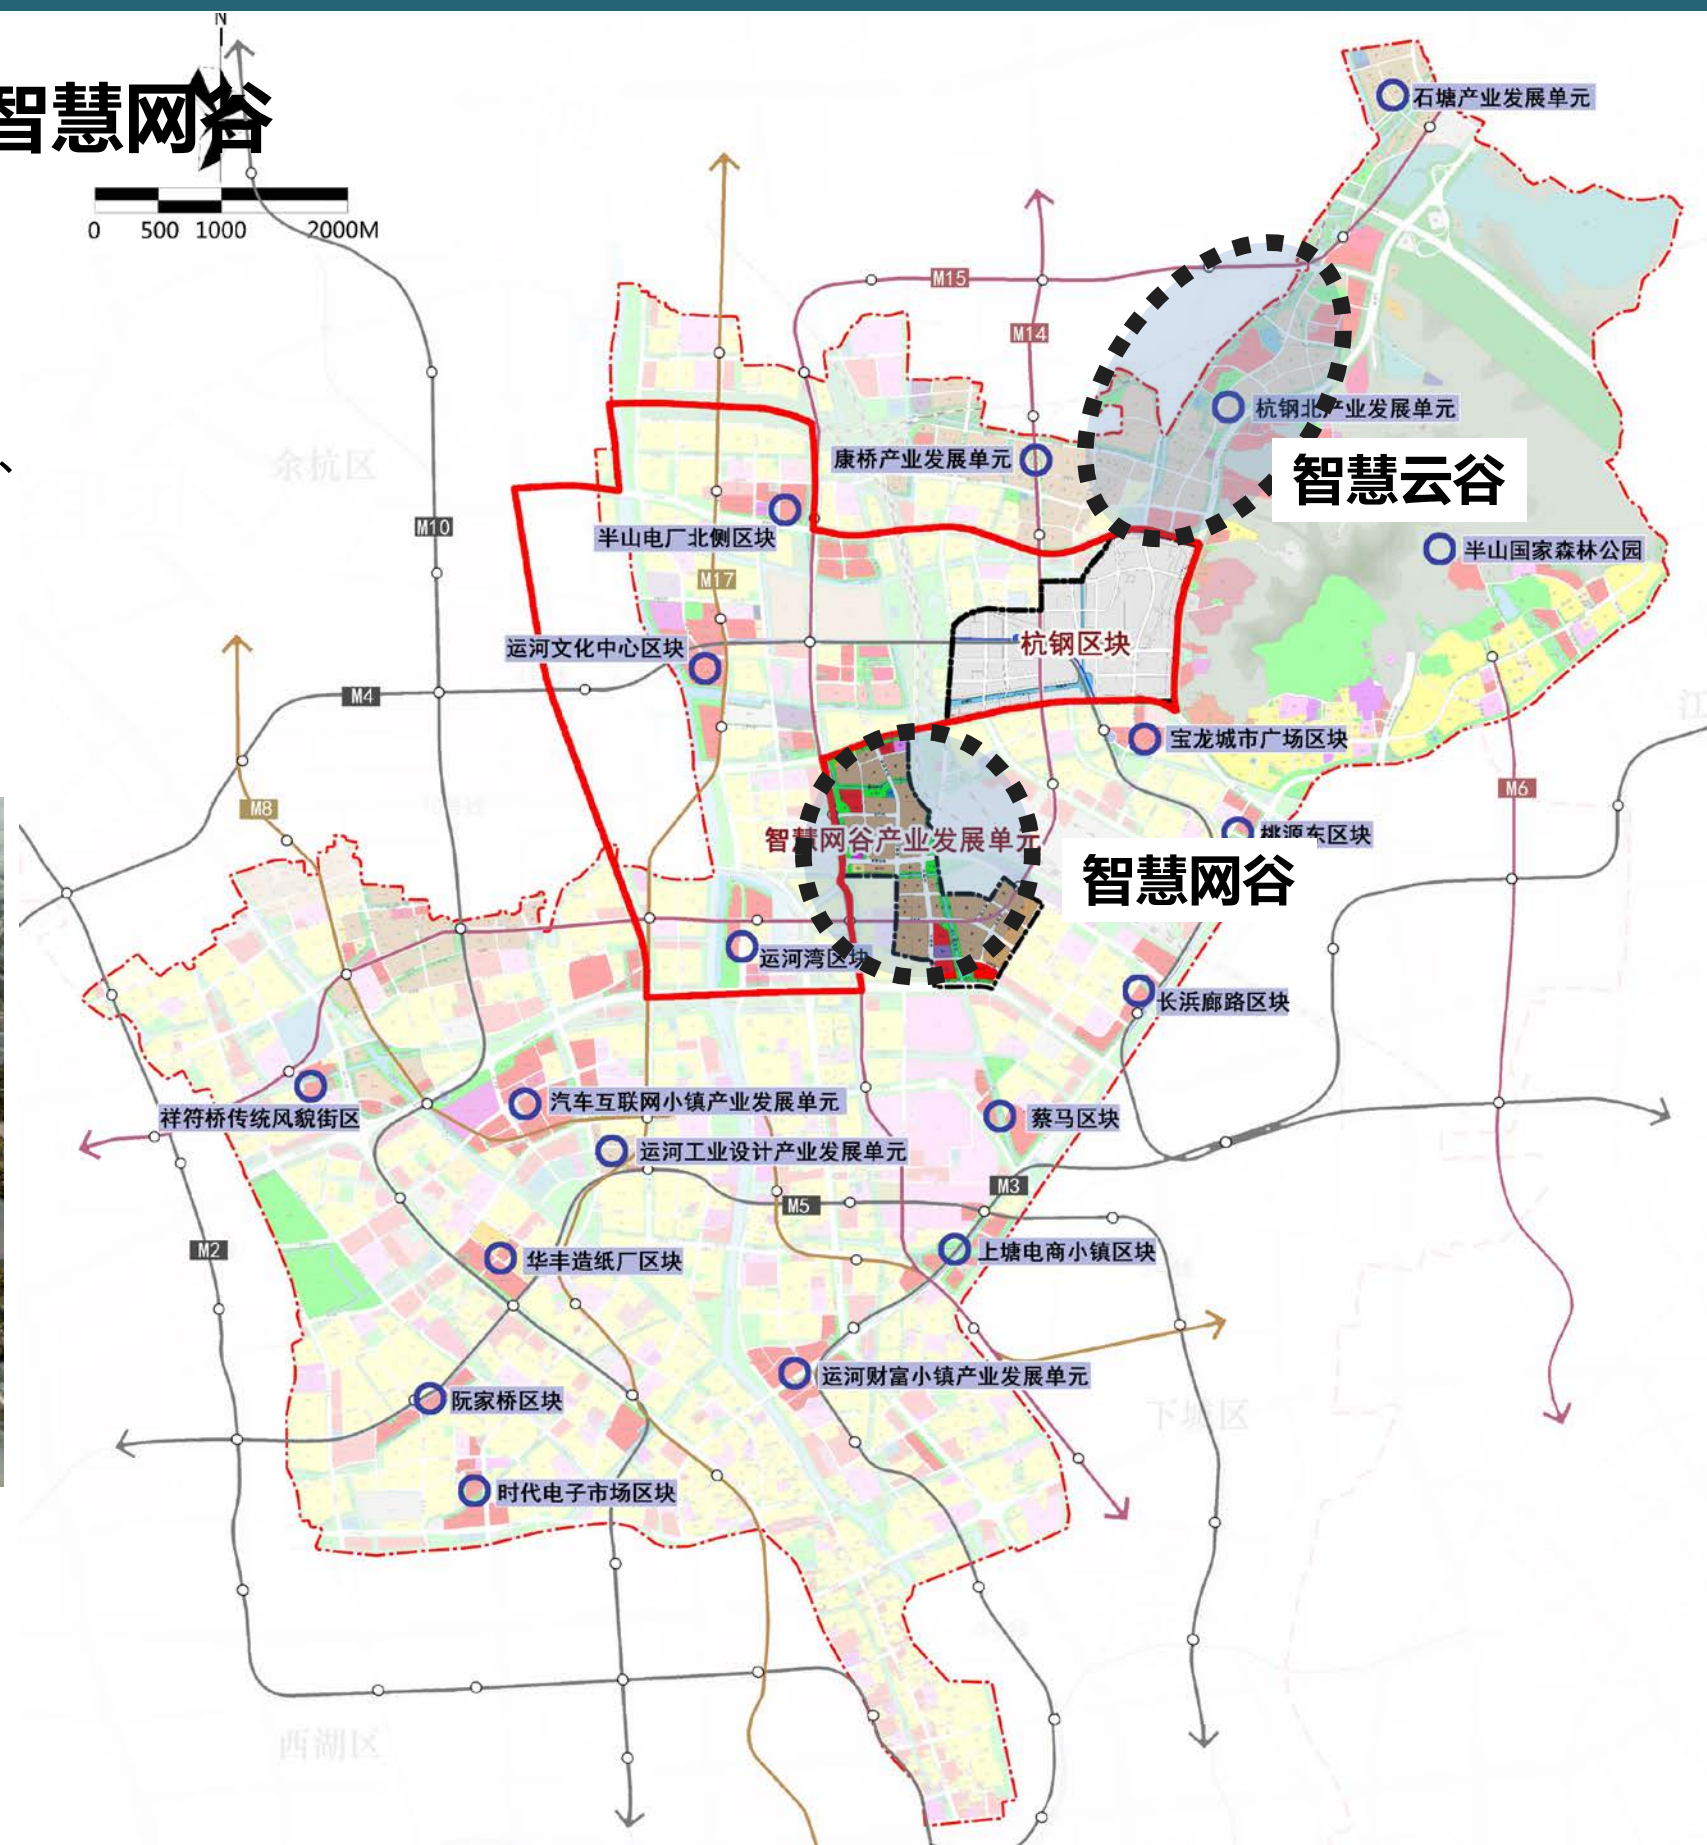 N
智慧网谷
0 500 1000 2000M
、
石塘产业发展单元
M15
M14
杭钢北产业发展单元
康桥产业发展单元
智慧云谷
余杭区
M10
半山电厂北侧区块
半山国家森林公园
M17
运河文化中心区块
杭钢区块
M4
江
宝龙城市广场区块
M6
M8
桃源东区块
智慧网谷产业发展单元
智慧网谷
运河湾区块
长浜廊路区块
祥符桥传统风貌街区
汽车互联网小镇产业发展单元
蔡马区块
运河工业设计产业发展单元
M3
M5
M2
上塘电商小镇区块
华丰造纸厂区块
运河财富小镇产业发展单元
阮家桥区块
下城区
时代电子市场区块
西湖区